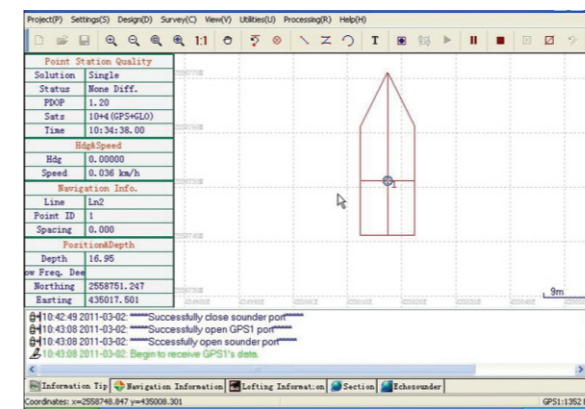 Project(P) Settings(S) Design(D) Survey(C) View(V) Utilities(U) Processing(R) Help(H)
1:1 T
Point Station Quality
Solution Single
Status None Diff.
PDOP 1.20
Sats 10+4(GPS+GLO)
Time 10:34:38.00
Hdg&Speed
Hdg 0.00000
Speed 0.036 km/h
Navigation Info.
Line Ln2
Point ID 1
Spacing 0.000
Position&Depth
Depth 16.95
ow Freq. Dee
Northing 2558751.247
Easting 435017.501
1
9m
10:42:49 2011-03-02: ******Successfully close sounder port******
10:43:08 2011-03-02: ******Successfully open GPS1 port******
10:43:08 2011-03-02: ******Sccessfully open sounder port******
10:43:08 2011-03-02: Begin to receive GPS1's data.
Information Tip Navigation Information Lofting Informat:on Section Echosounder
Coordinates: x=2558748.847 y=435008.301 GPS1:1352